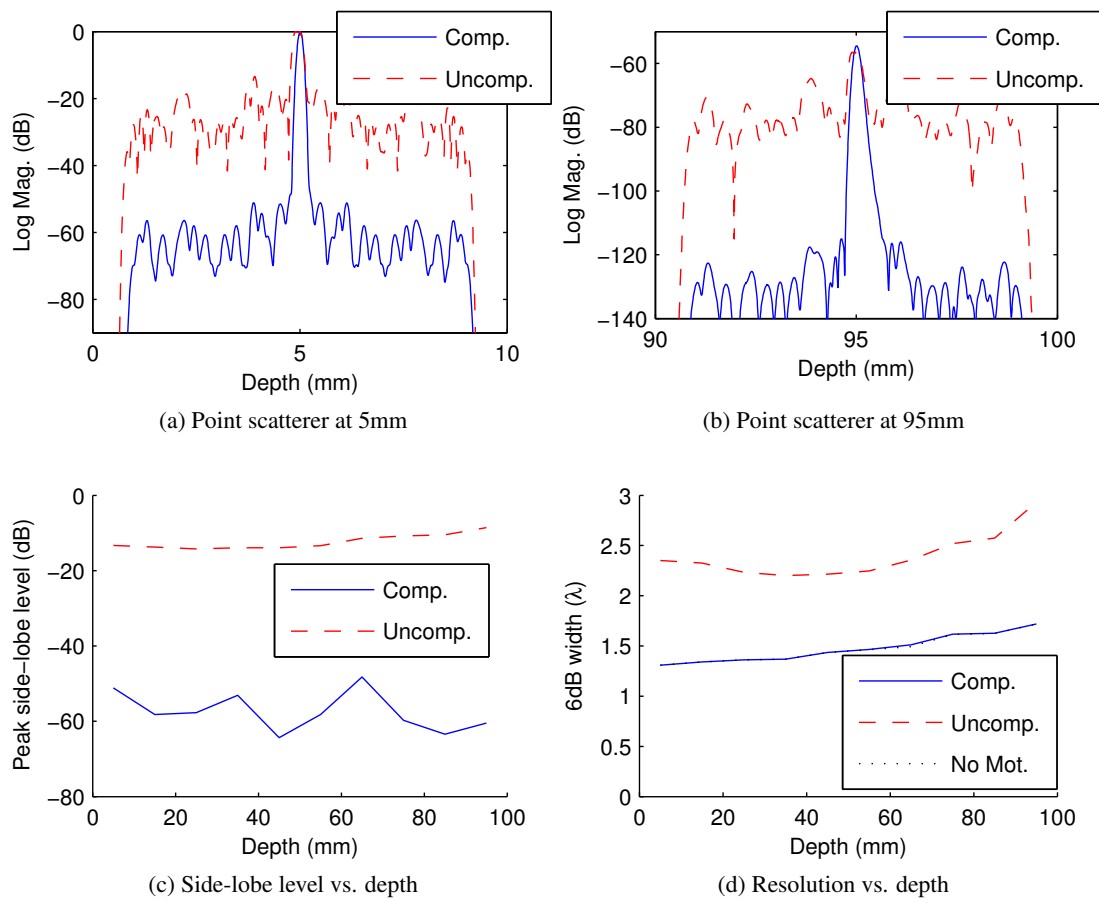 0
−20
−40
−60
−80
0
5
10
Depth (mm)
Log Mag. (dB)
Comp.
Uncomp.
(a) Point scatterer at 5mm
−60
−80
−100
−120
−140
90
95
100
Depth (mm)
Log Mag. (dB)
Comp.
Uncomp.
(b) Point scatterer at 95mm
0
−20
−40
−60
−80
0
20
40
60
80
100
Depth (mm)
Peak side−lobe level (dB)
Comp.
Uncomp.
(c) Side-lobe level vs. depth
3
2.5
2
1.5
1
0.5
0
0
20
40
60
80
100
Depth (mm)
6dB width (λ)
Comp.
Uncomp.
No Mot.
(d) Resolution vs. depth